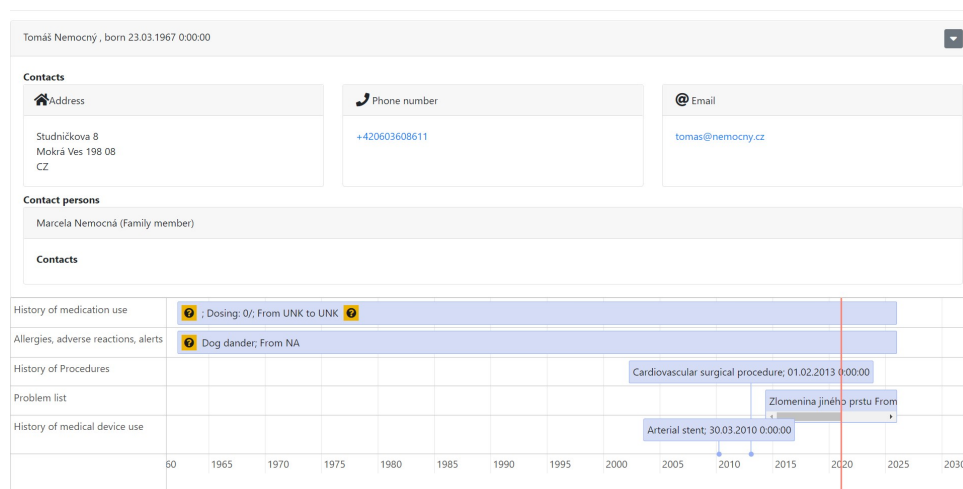 Tomáš Nemocný , born 23.03.1967 0:00:00
Contacts
Address
Phone number
@ Email
Studničkova 8
Mokrá Ves 198 08
CZ
+420603608611
tomas@nemocny.cz
Contact persons
Marcela Nemocná (Family member)
Contacts
History of medication use
? ; Dosing: 0/; From UNK to UNK ?
Allergies, adverse reactions, alerts
? Dog dander; From NA
History of Procedures
Cardiovascular surgical procedure; 01.02.2013 0:00:00
Problem list
Zlomenina jiného prstu From
History of medical device use
Arterial stent; 30.03.2010 0:00:00
60 1965 1970 1975 1980 1985 1990 1995 2000 2005 2010 2015 2020 2025 2030